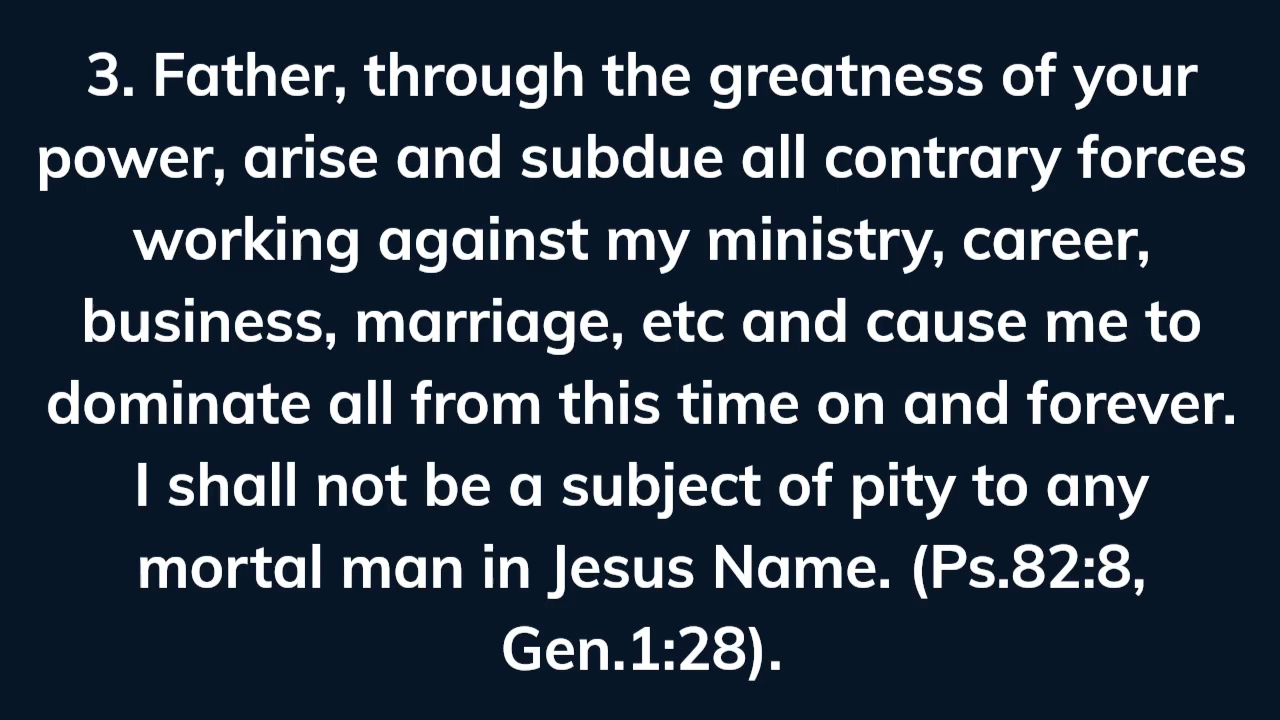 3. Father, through the greatness of your
power, arise and subdue all contrary forces
working against my ministry, career,
business, marriage, etc and cause me to
dominate all from this time on and forever.
I shall not be a subject of pity to any
mortal man in Jesus Name. (Ps.82:8,
Gen.1:28).